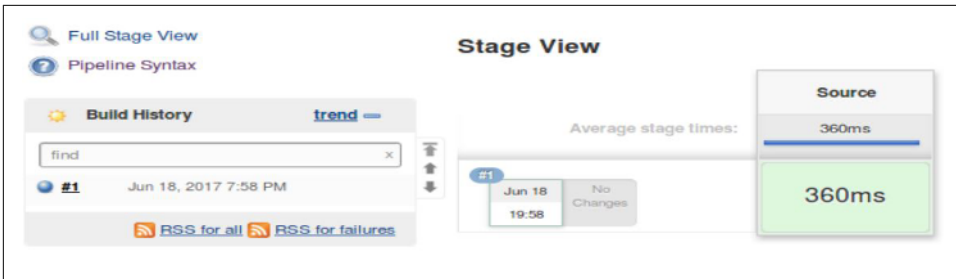 Full Stage View
Pipeline Syntax
Build History trend
find ×
#1 Jun 18, 2017 7:58 PM
RSS for all RSS for failures
Stage View
Source
Average stage times: 360ms
#1
Jun 18
19:58
No
Changes
360ms